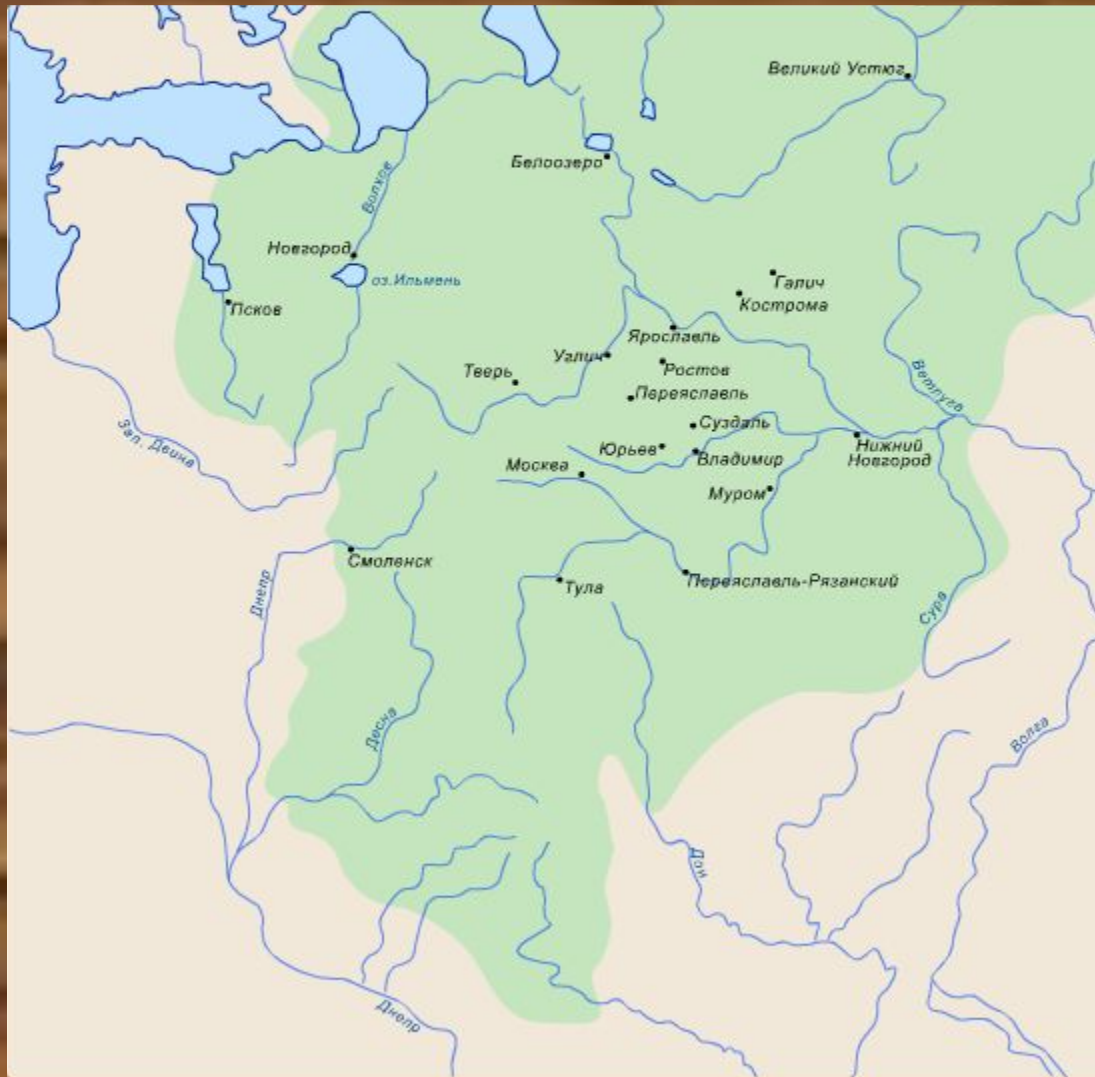 Великий Устюг
Белоозеро
Волхов
Новгород
оз.Ильмень
Галич
Псков
Кострома
Ярославль
Углич
Тверь
Ростов
Переяславль
Ветлуга
Зап. Двина
Суздаль
Юрьев
Владимир
Нижний
Новгород
Москва
Муром
Смоленск
Днепр
Тула
Переяславль-Рязанский
Сура
Десна
Волга
Дон
Днепр